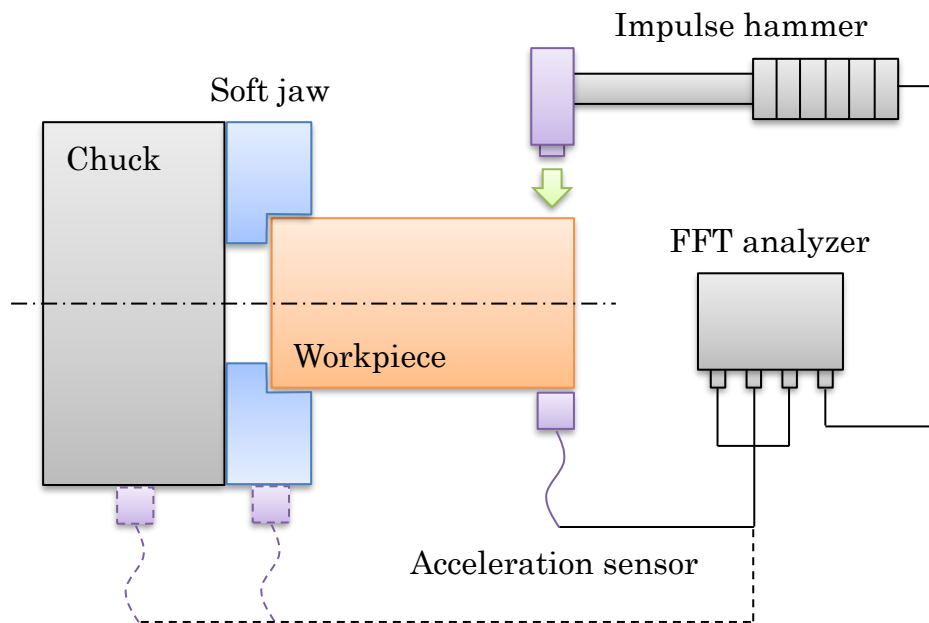 Impulse hammer
Soft jaw
Chuck
FFT analyzer
Workpiece
Acceleration sensor